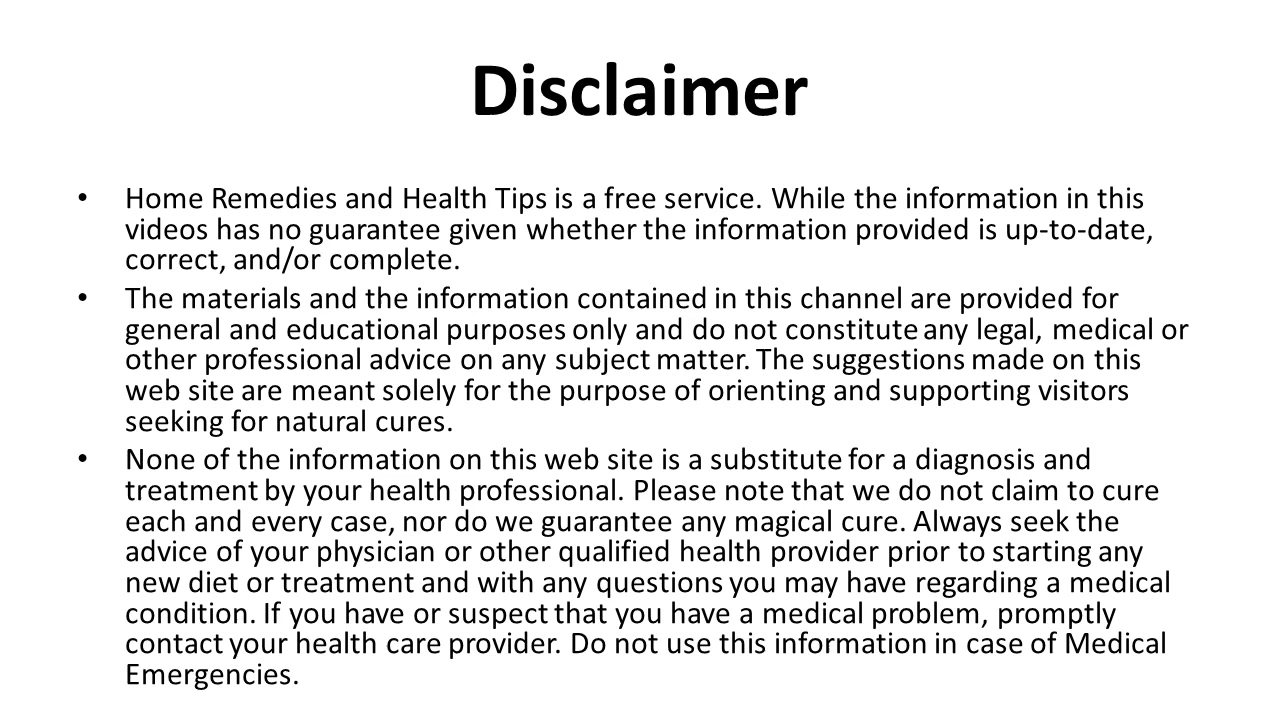 Disclaimer
• Home Remedies and Health Tips is a free service. While the information in this
videos has no guarantee given whether the information provided is up-to-date,
correct, and/or complete.
• The materials and the information contained in this channel are provided for
general and educational purposes only and do not constitute any legal, medical or
other professional advice on any subject matter. The suggestions made on this
web site are meant solely for the purpose of orienting and supporting visitors
seeking for natural cures.
• None of the information on this web site is a substitute for a diagnosis and
treatment by your health professional. Please note that we do not claim to cure
each and every case, nor do we guarantee any magical cure. Always seek the
advice of your physician or other qualified health provider prior to starting any
new diet or treatment and with any questions you may have regarding a medical
condition. If you have or suspect that you have a medical problem, promptly
contact your health care provider. Do not use this information in case of Medical
Emergencies.